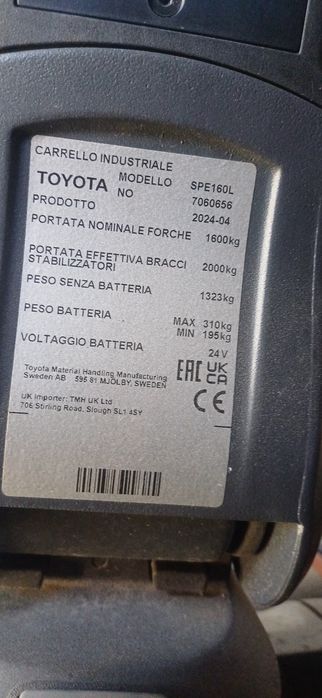 CARRELLO INDUSTRIALE
TOYOTA MODELLO SPE160L
NO 7060656
PRODOTTO 2024-04
PORTATA NOMINALE FORCHE 1600kg
PORTATA EFFETTIVA BRACCI
STABILIZZATORI 2000kg
PESO SENZA BATTERIA 1323kg
PESO BATTERIA MAX 310kg
MIN 195kg
VOLTAGGIO BATTERIA 24V
Toyota Material Handling Manufacturing
Sweden AB 595 81 MJÖLBY, SWEDEN
EAC UK
CA
CE
UK Importer: TMH UK Ltd
706 Stirling Road, Slough SL1 4SY